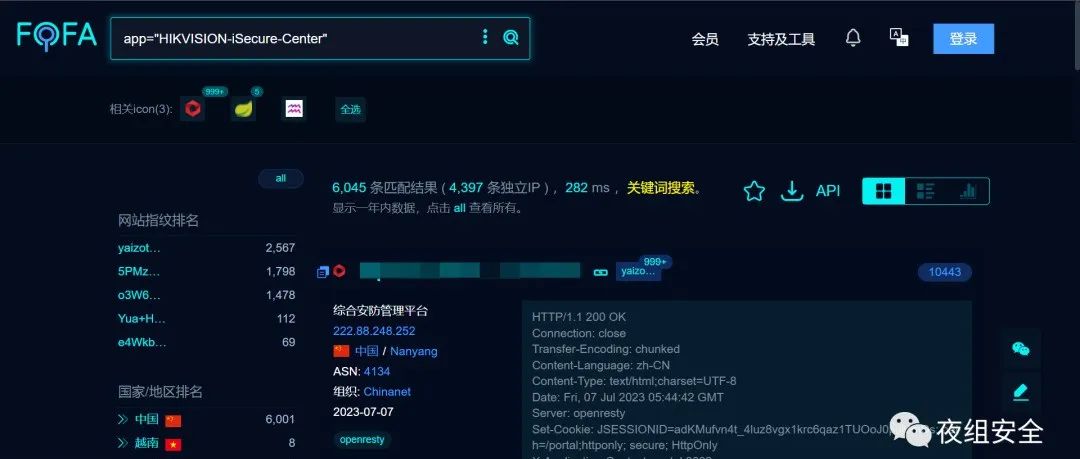 FOFA
app="HIKVISION-iSecure-Center"
会员
支持及工具
登录
相关icon(3):
999+
5
全选
all
6,045 条匹配结果 ( 4,397 条独立IP ) ，282 ms ，关键词搜索。
显示一年内数据，点击 all 查看所有。
API
网站指纹排名
yaizot… 2,567
5PMz… 1,798
o3W6… 1,478
Yua+H… 112
e4Wkb… 69
国家/地区排名
中国 6,001
越南 8
yaizo…
999+
10443
综合安防管理平台
222.88.248.252
中国 / Nanyang
ASN: 4134
组织: Chinanet
2023-07-07
openresty
HTTP/1.1 200 OK
Connection: close
Transfer-Encoding: chunked
Content-Language: zh-CN
Content-Type: text/html;charset=UTF-8
Date: Fri, 07 Jul 2023 05:44:42 GMT
Server: openresty
Set-Cookie:
h=/portal;httponly; secure; HttpOnly
夜组安全